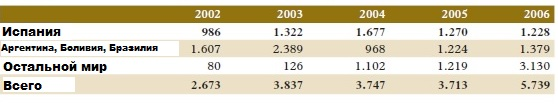 2002 2003 2004 2005 2006
Испания 986 1.322 1.677 1.270 1.228
Аргентина, Боливия, Бразилия 1.607 2.389 968 1.224 1.379
Остальной мир 80 126 1.102 1.219 3.130
Всего 2.673 3.837 3.747 3.713 5.739